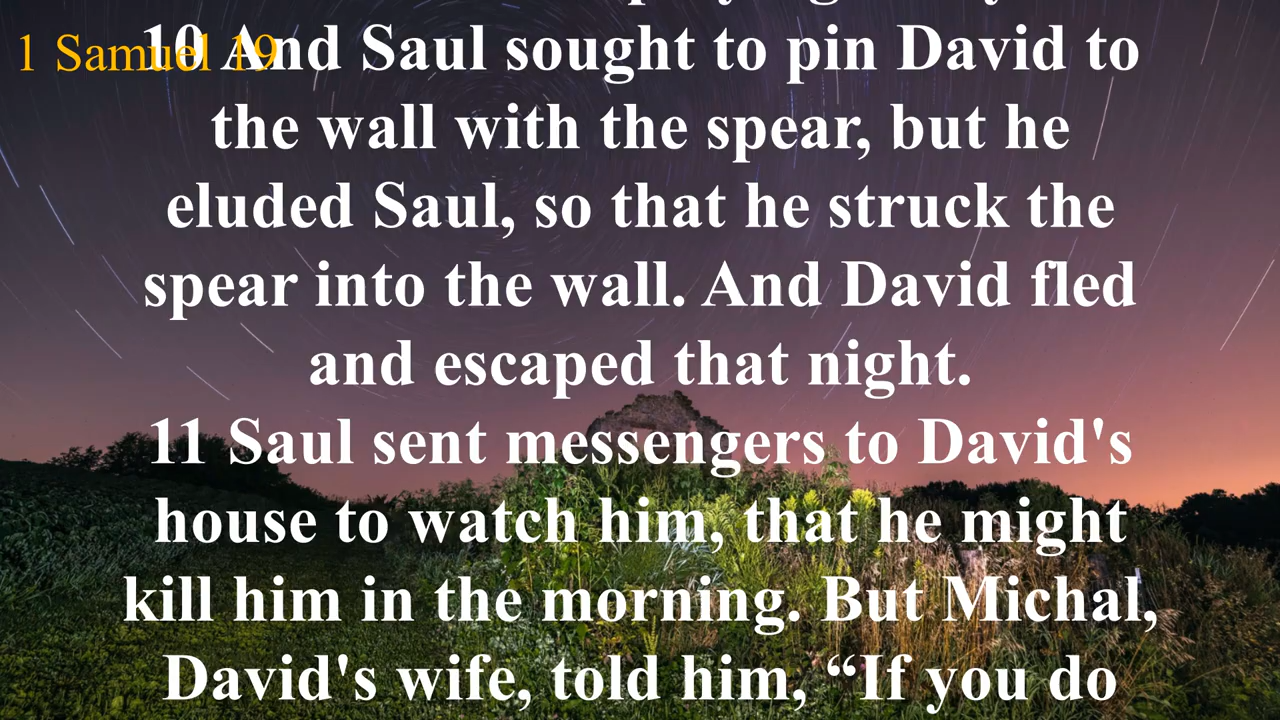 1 Samuel 19
10 And Saul sought to pin David to
the wall with the spear, but he
eluded Saul, so that he struck the
spear into the wall. And David fled
and escaped that night.
11 Saul sent messengers to David's
house to watch him, that he might
kill him in the morning. But Michal,
David's wife, told him, “If you do